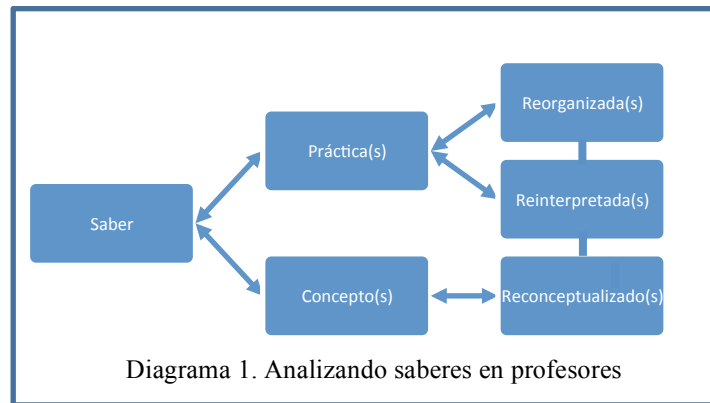 Reorganizada(s)
Práctica(s)
Reinterpretada(s)
Saber
Concepto(s)
Reconceptualizado(s)
Diagrama 1. Analizando saberes en profesores